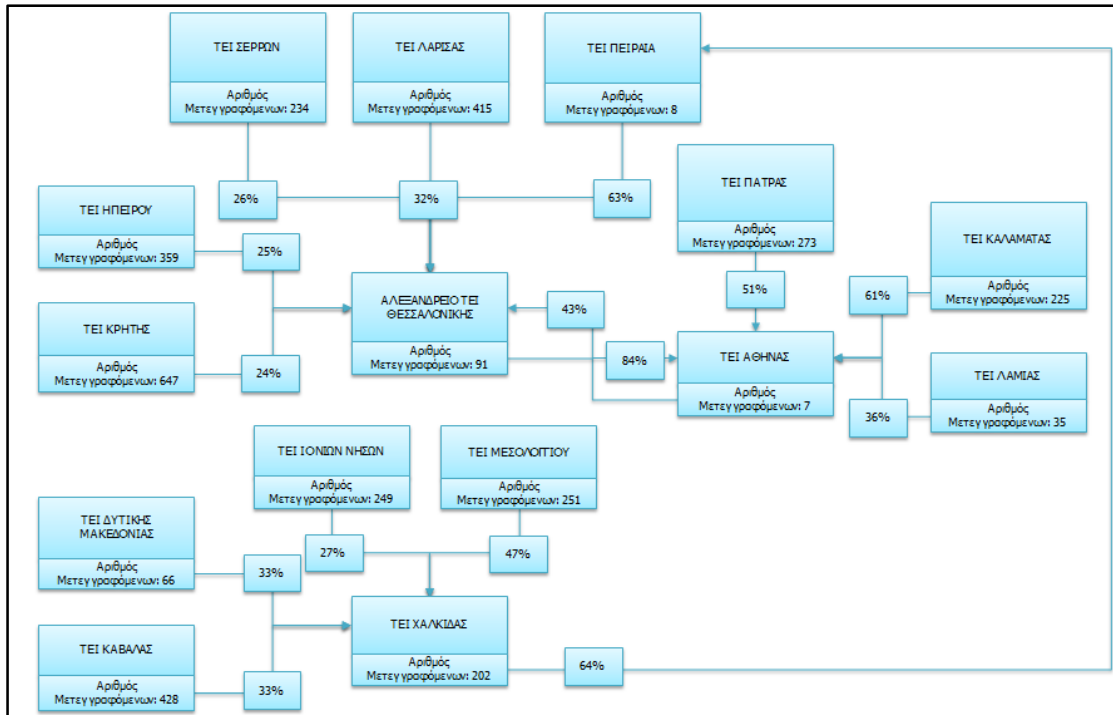 ΤΕΙ ΣΕΡΡΩΝ
Αριθμός
Μετεγγραφόμενων: 234
ΤΕΙ ΛΑΡΙΣΑΣ
Αριθμός
Μετεγγραφόμενων: 415
ΤΕΙ ΠΕΙΡΑΙΑ
Αριθμός
Μετεγγραφόμενων: 8
26%
32%
63%
ΤΕΙ ΗΠΕΙΡΟΥ
Αριθμός
Μετεγγραφόμενων: 359
25%
ΤΕΙ ΚΡΗΤΗΣ
Αριθμός
Μετεγγραφόμενων: 647
24%
ΑΛΕΞΑΝΔΡΕΙΟ ΤΕΙ
ΘΕΣΣΑΛΟΝΙΚΗΣ
Αριθμός
Μετεγγραφόμενων: 91
43%
84%
ΤΕΙ ΠΑΤΡΑΣ
Αριθμός
Μετεγγραφόμενων: 273
51%
ΤΕΙ ΑΘΗΝΑΣ
Αριθμός
Μετεγγραφόμενων: 7
61%
36%
ΤΕΙ ΚΑΛΑΜΑΤΑΣ
Αριθμός
Μετεγγραφόμενων: 225
ΤΕΙ ΛΑΜΙΑΣ
Αριθμός
Μετεγγραφόμενων: 35
ΤΕΙ ΙΟΝΙΩΝ ΝΗΣΩΝ
Αριθμός
Μετεγγραφόμενων: 249
ΤΕΙ ΜΕΣΟΛΟΓΓΙΟΥ
Αριθμός
Μετεγγραφόμενων: 251
27%
47%
ΤΕΙ ΔΥΤΙΚΗΣ
ΜΑΚΕΔΟΝΙΑΣ
Αριθμός
Μετεγγραφόμενων: 66
33%
ΤΕΙ ΚΑΒΑΛΑΣ
Αριθμός
Μετεγγραφόμενων: 428
33%
ΤΕΙ ΧΑΛΚΙΔΑΣ
Αριθμός
Μετεγγραφόμενων: 202
64%